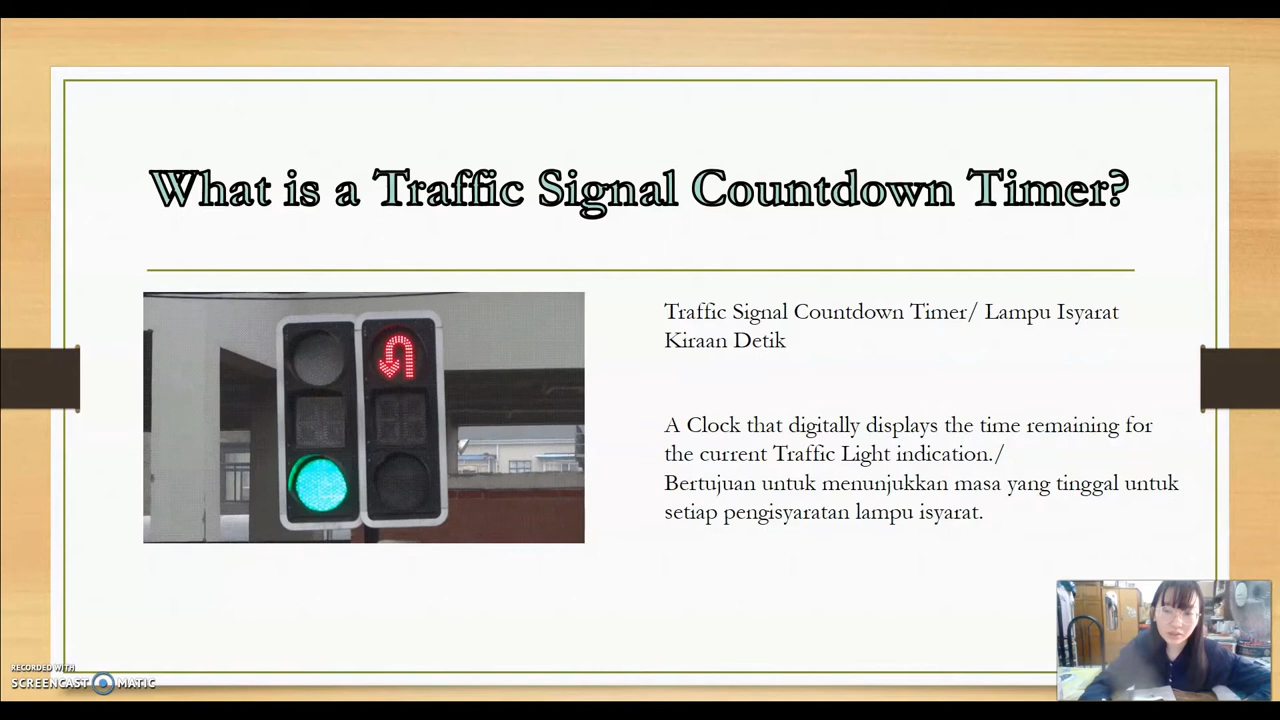 What is a Traffic Signal Countdown Timer?
Traffic Signal Countdown Timer/ Lampu Isyarat
Kiraan Detik
A Clock that digitally displays the time remaining for
the current Traffic Light indication./
Bertujuan untuk menunjukkan masa yang tinggal untuk
setiap pengisyaratan lampu isyarat.
RECORDED WITH
SCREENCAST MATIC